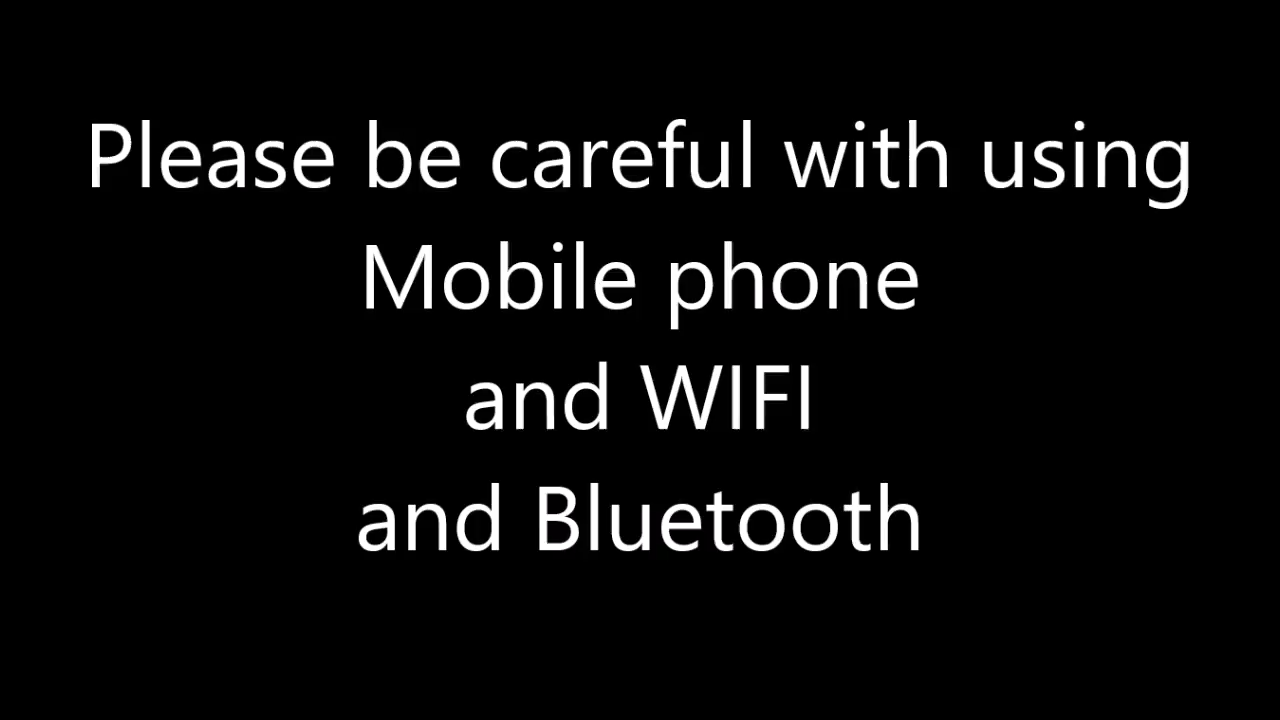 Please be careful with using
Mobile phone
and WIFI
and Bluetooth